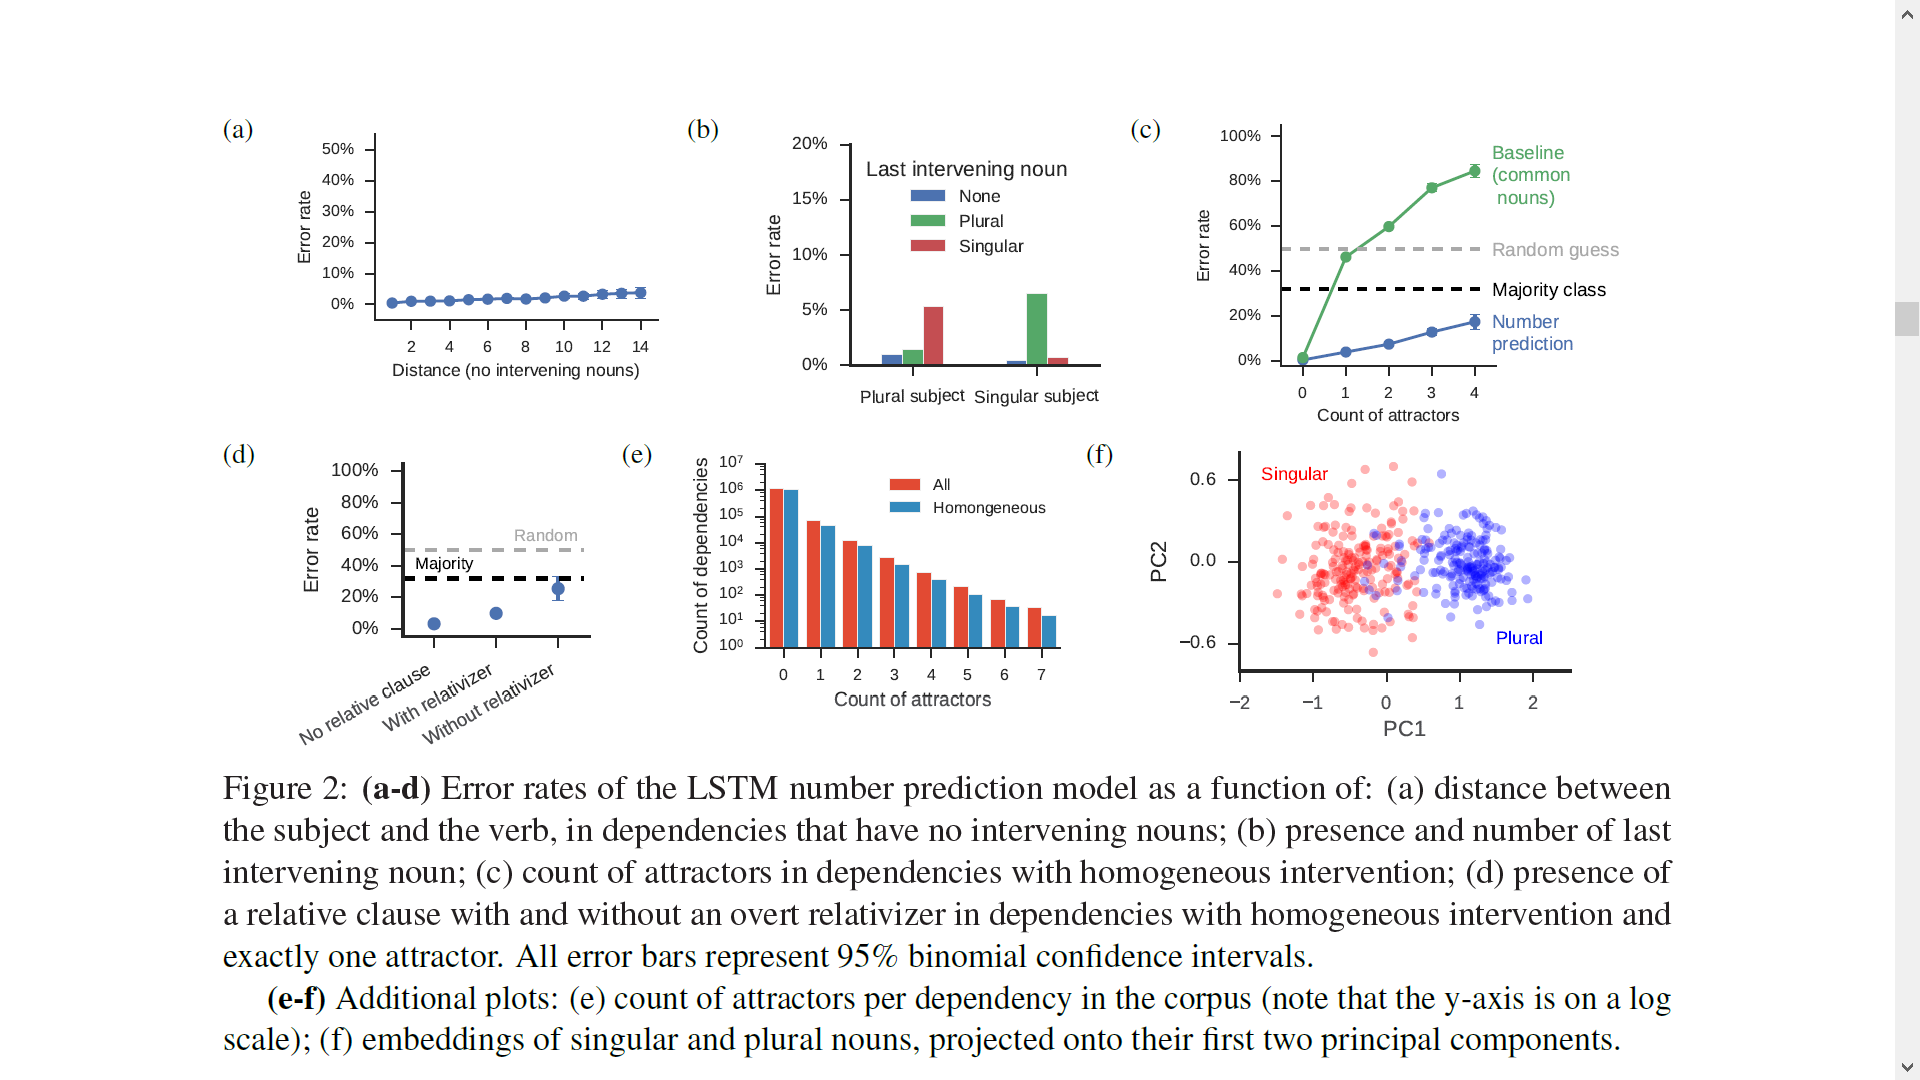 (a)
50%
40%
30%
20%
10%
0%
Error rate
2 4 6 8 10 12 14
Distance (no intervening nouns)
(b)
20%
15%
10%
5%
0%
Error rate
Last intervening noun
None
Plural
Singular
Plural subject Singular subject
(c)
100%
80%
60%
40%
20%
0%
Error rate
Baseline
(common
nouns)
Random guess
Majority class
Number
prediction
0 1 2 3 4
Count of attractors
(d)
100%
80%
60%
40%
20%
0%
Error rate
Random
Majority
No relative clause
With relativizer
Without relativizer
(e)
10⁷
10⁶
10⁵
10⁴
10³
10²
10¹
10⁰
Count of dependencies
All
Homongeneous
0 1 2 3 4 5 6 7
Count of attractors
(f)
0.6
0.0
−0.6
PC2
Singular
Plural
−2 −1 0 1 2
PC1
Figure 2: (a-d) Error rates of the LSTM number prediction model as a function of: (a) distance between
the subject and the verb, in dependencies that have no intervening nouns; (b) presence and number of last
intervening noun; (c) count of attractors in dependencies with homogeneous intervention; (d) presence of
a relative clause with and without an overt relativizer in dependencies with homogeneous intervention and
exactly one attractor. All error bars represent 95% binomial confidence intervals.
(e-f) Additional plots: (e) count of attractors per dependency in the corpus (note that the y-axis is on a log
scale); (f) embeddings of singular and plural nouns, projected onto their first two principal components.